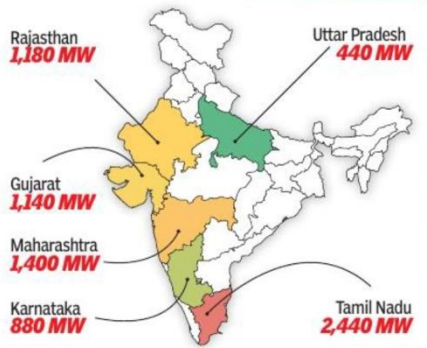 Rajasthan
1,180 MW
Uttar Pradesh
440 MW
Gujarat
1,140 MW
Maharashtra
1,400 MW
Karnataka
880 MW
Tamil Nadu
2,440 MW